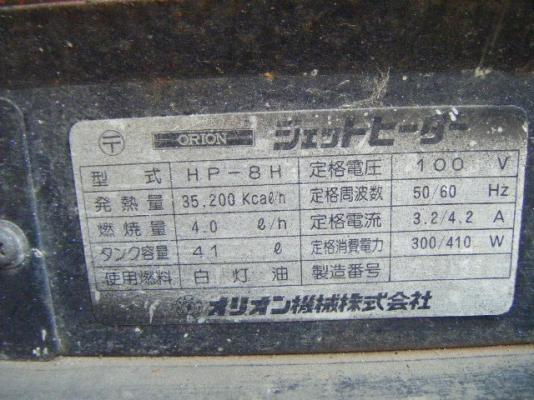 〒 ORION ジェットヒーター
型式 HP-8H 定格電圧 100 V
発熱量 35,200 Kcal/h 定格周波数 50/60 Hz
燃焼量 4.0 ℓ/h 定格電流 3.2/4.2 A
タンク容量 41 ℓ 定格消費電力 300/410 W
使用燃料 白灯油 製造番号
オリオン機械株式会社